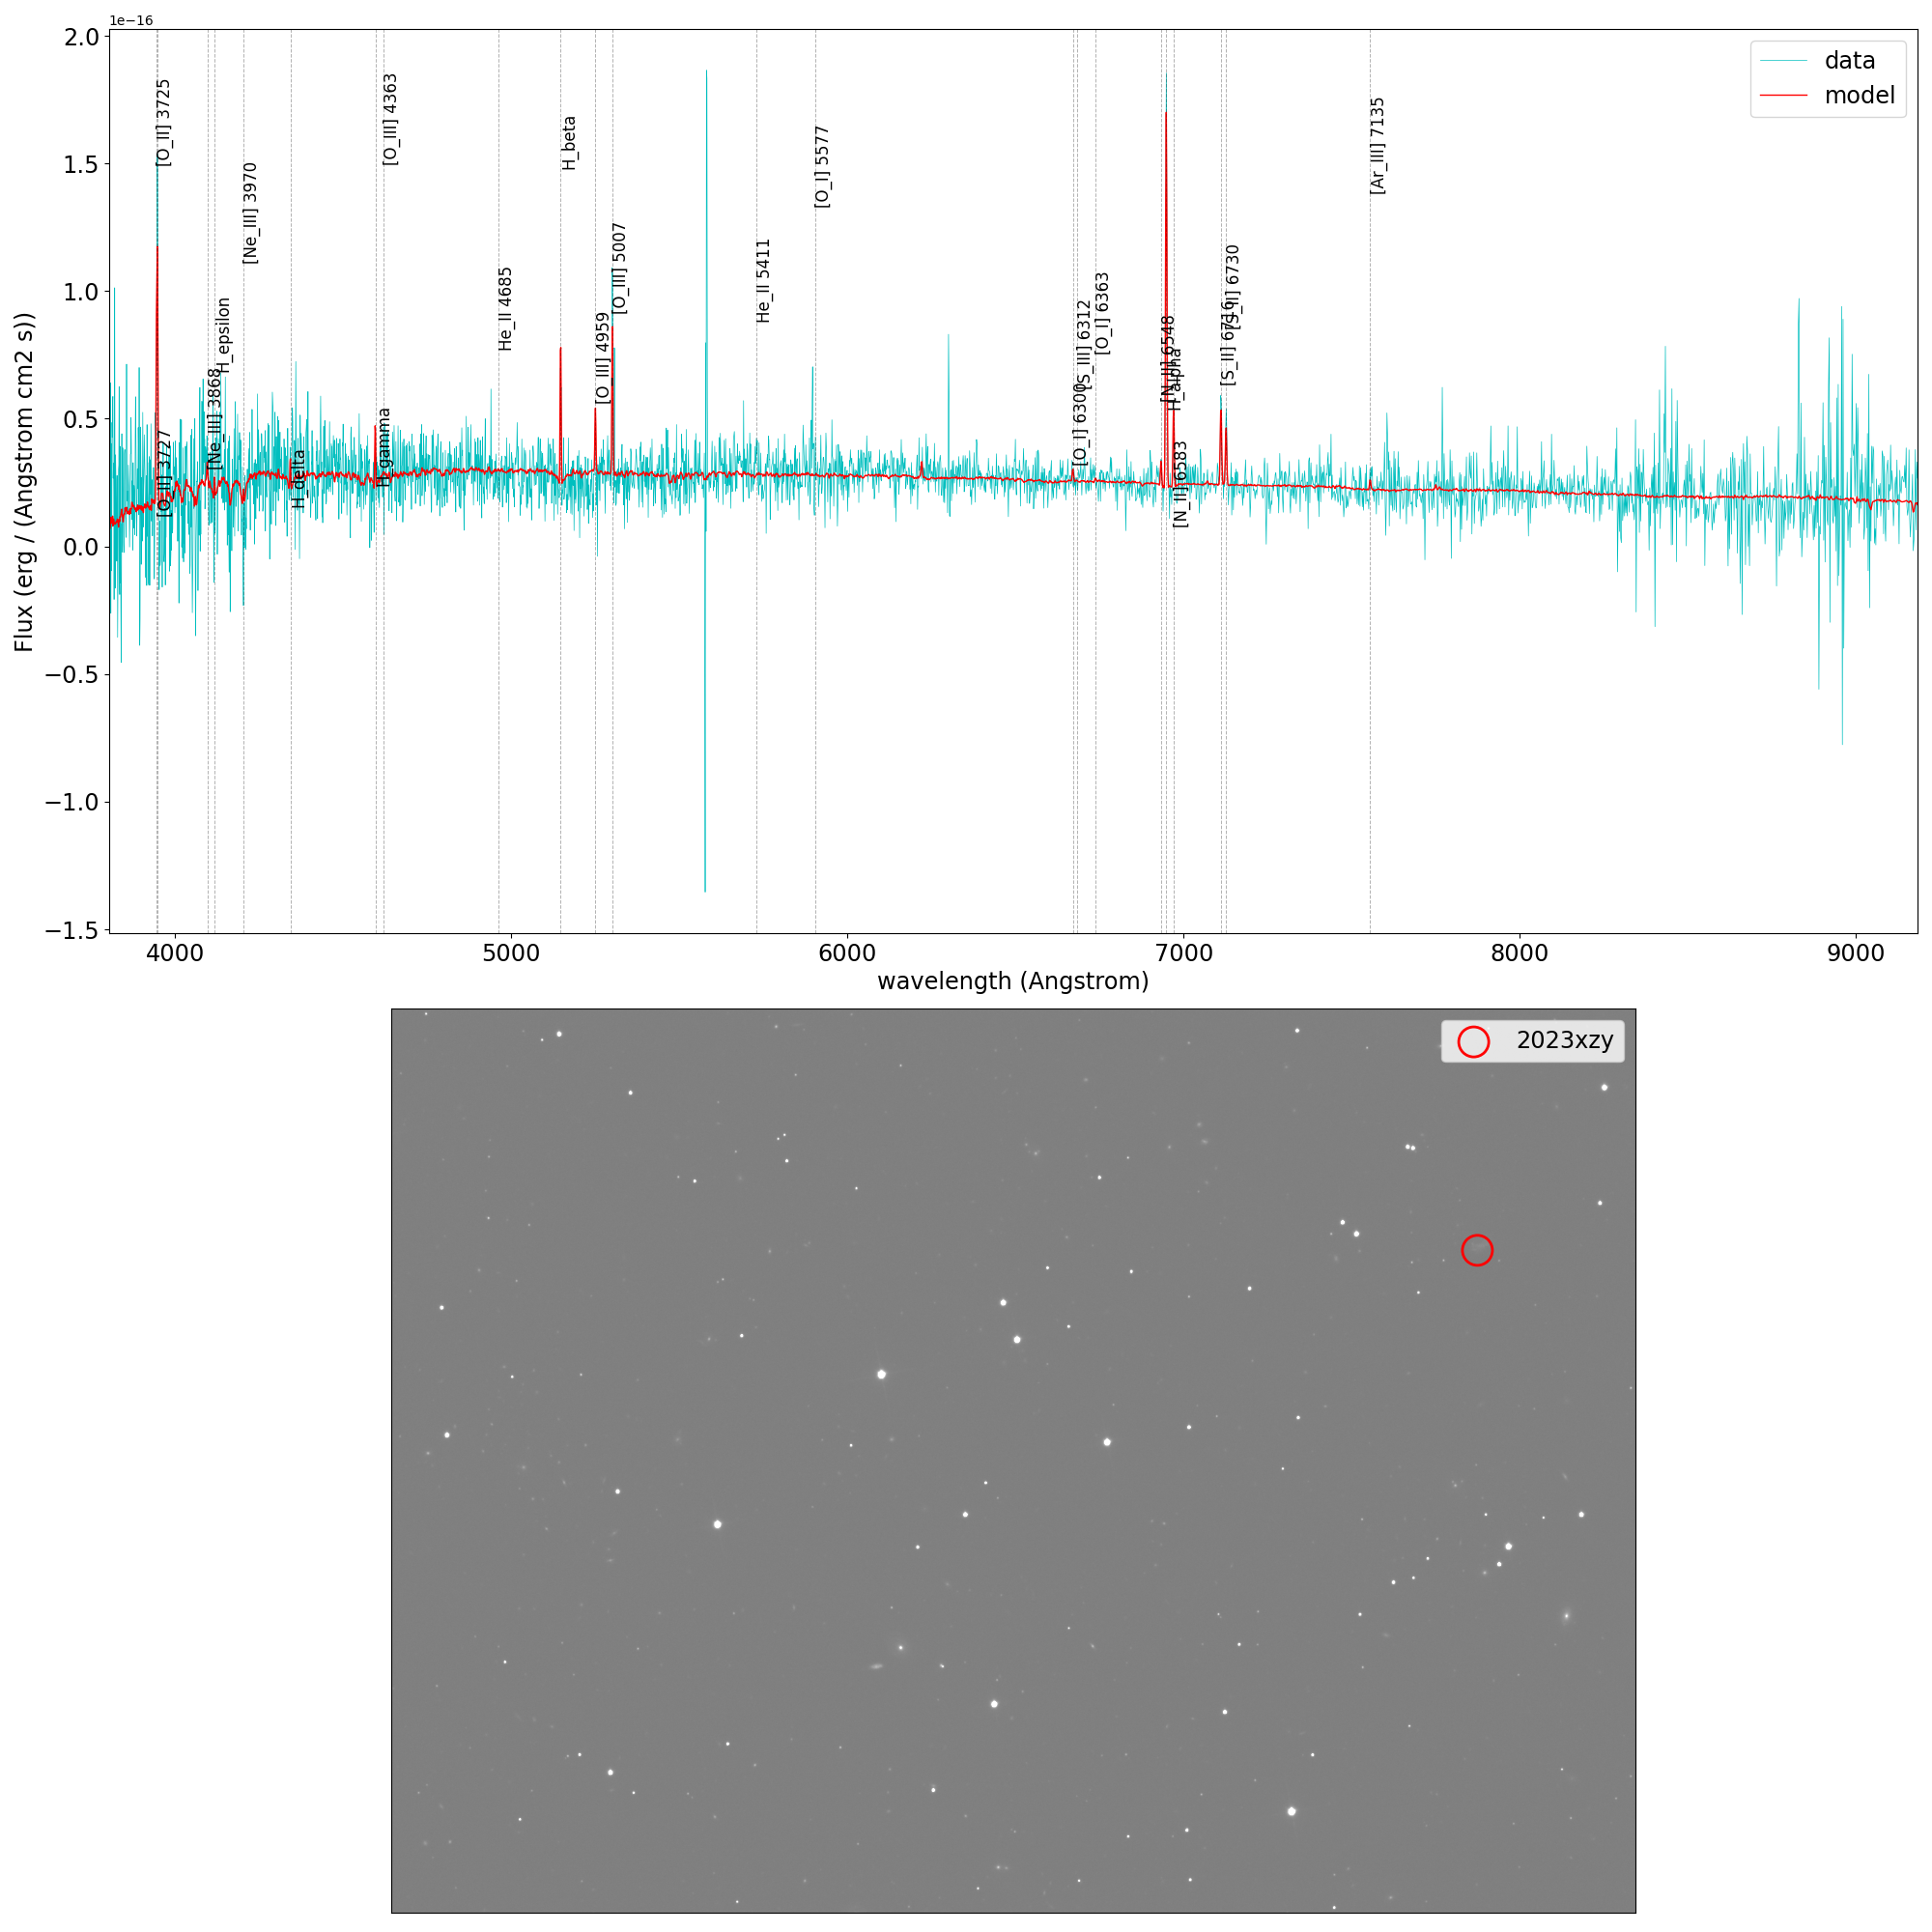 1e−16
2.0
1.5
1.0
0.5
0.0
−0.5
−1.0
−1.5
Flux (erg / (Angstrom cm2 s))
[O_II] 3725
[O_II] 3727
[Ne_III] 3868
H_epsilon
[Ne_III] 3970
H_delta
H_gamma
[O_III] 4363
He_II 4685
H_beta
[O_III] 4959
[O_III] 5007
He_II 5411
[O_I] 5577
[O_I] 6300
[S_III] 6312
[O_I] 6363
[N_II] 6548
H_alpha
[N_II] 6583
[S_II] 6716
[S_II] 6730
[Ar_III] 7135
data
model
4000 5000 6000 7000 8000 9000
wavelength (Angstrom)
2023xzy